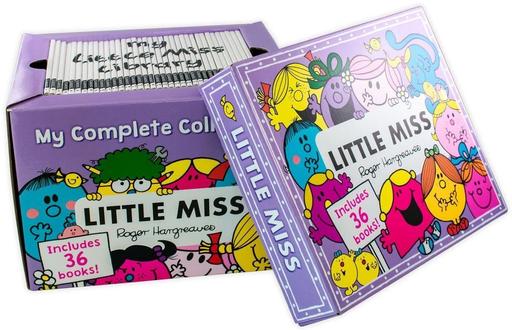 my
Little Miss
Library
My Complete Coll
LITTLE MISS
Roger Hargreaves
Includes
36
books!
LITTLE MISS
LITTLE MISS
Roger Hargreaves
Includes
36
books!